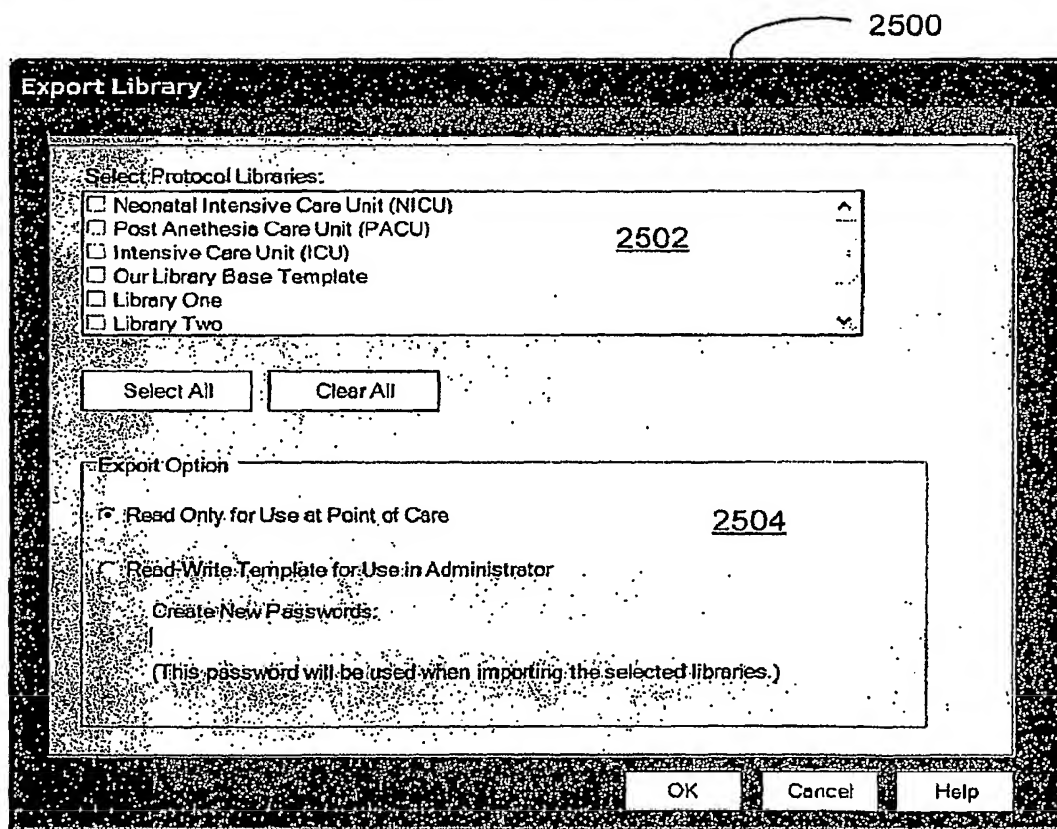 2500
Export Library
Select Protocol Libraries:
Neonatal Intensive Care Unit (NICU)
Post Anethesia Care Unit (PACU)
Intensive Care Unit (ICU)
Our Library Base Template
Library One
Library Two
2502
Select All
Clear All
Export Option
Read Only for Use at Point of Care
2504
Read-Write Template for Use in Administrator
Create New Passwords:
(This password will be used when importing the selected libraries.)
OK
Cancel
Help